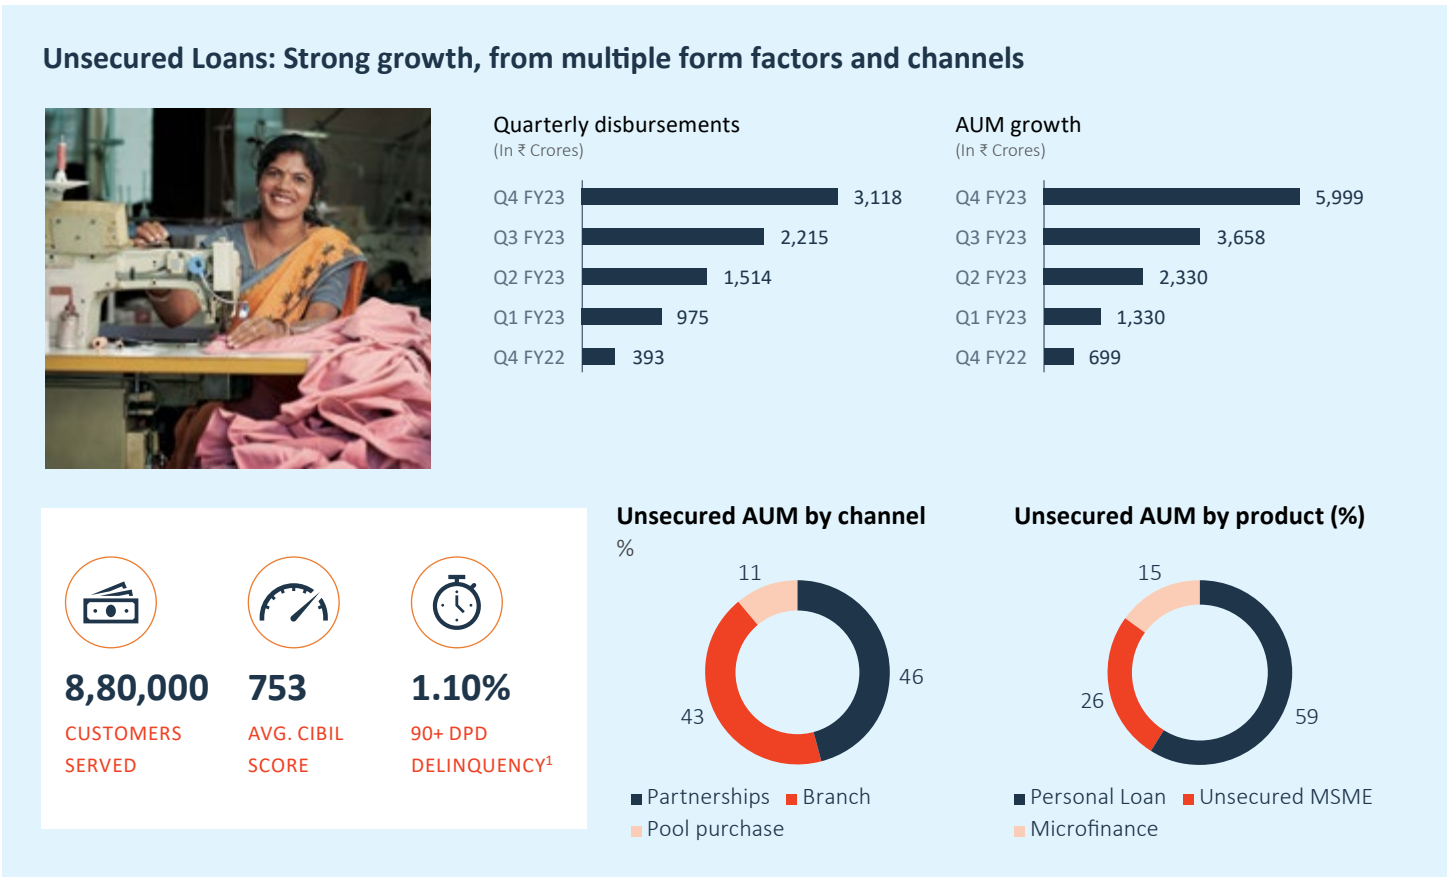 Unsecured Loans: Strong growth, from multiple form factors and channels
Quarterly disbursements
(In ₹ Crores)
Q4 FY23 3,118
Q3 FY23 2,215
Q2 FY23 1,514
Q1 FY23 975
Q4 FY22 393
AUM growth
(In ₹ Crores)
Q4 FY23 5,999
Q3 FY23 3,658
Q2 FY23 2,330
Q1 FY23 1,330
Q4 FY22 699
8,80,000
CUSTOMERS
SERVED
753
AVG. CIBIL
SCORE
1.10%
90+ DPD
DELINQUENCY¹
Unsecured AUM by channel
%
11
46
43
Partnerships Branch
Pool purchase
Unsecured AUM by product (%)
15
26
59
Personal Loan Unsecured MSME
Microfinance